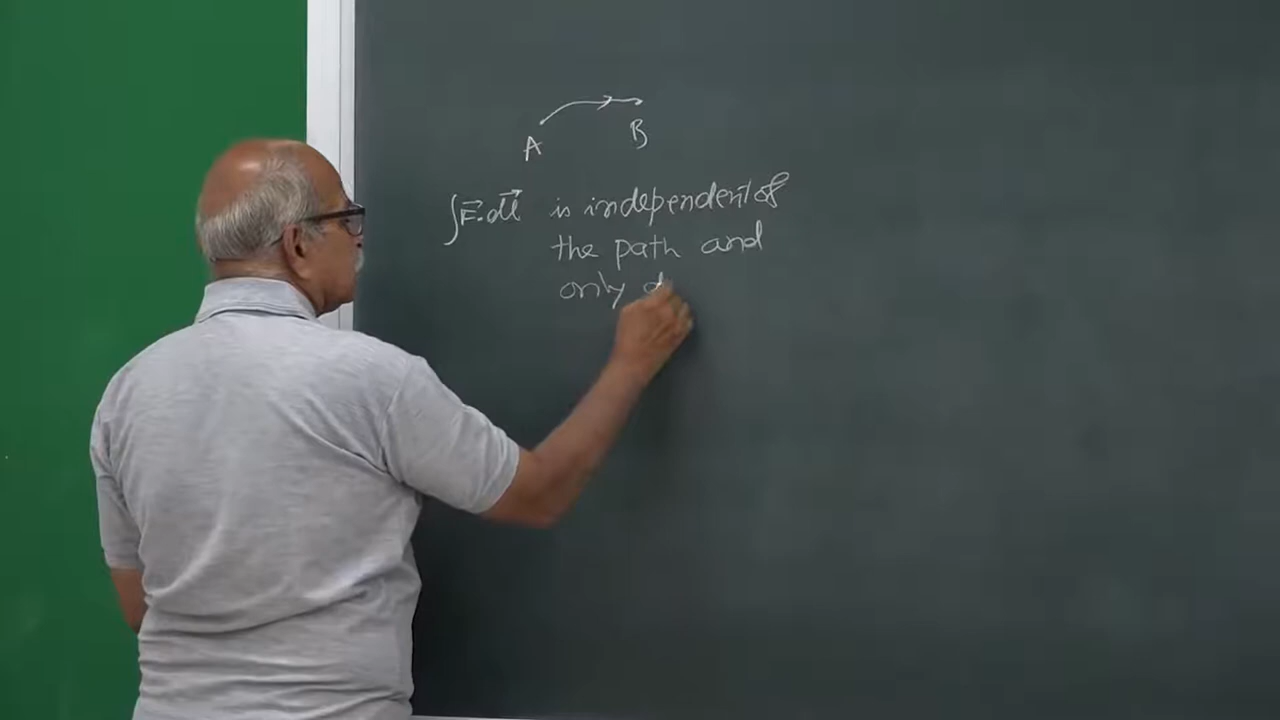 A B
∫F⃗.dl⃗ is independent of
the path and
only d